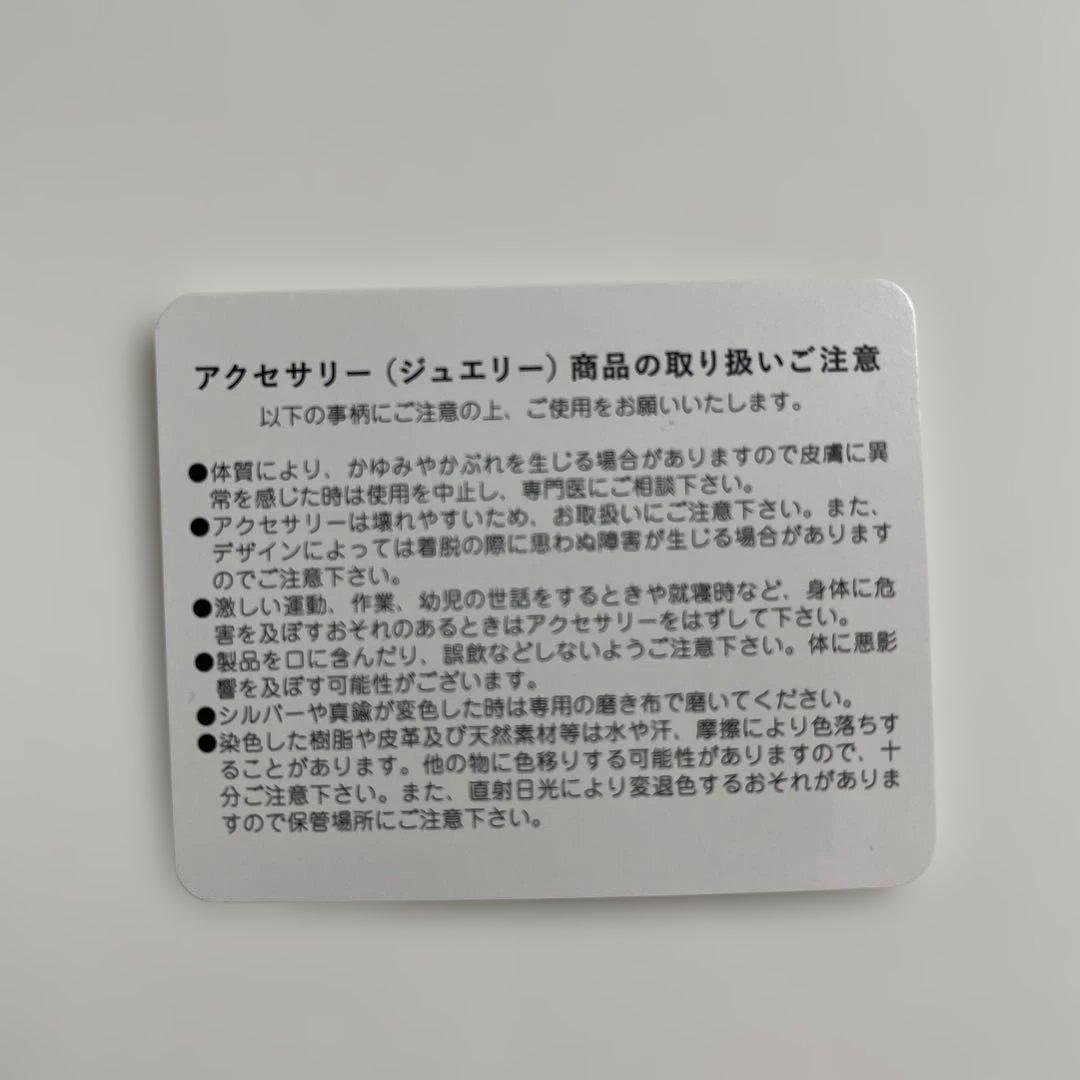 アクセサリー（ジュエリー）商品の取り扱いご注意
以下の事柄にご注意の上、ご使用をお願いいたします。
●体質により、かゆみやかぶれを生じる場合がありますので皮膚に異
常を感じた時は使用を中止し、専門医にご相談下さい。
●アクセサリーは壊れやすいため、お取扱いにご注意下さい。また、
デザインによっては着脱の際に思わぬ障害が生じる場合があります
のでご注意下さい。
●激しい運動、作業、幼児の世話をするときや就寝時など、身体に危
害を及ぼすおそれのあるときはアクセサリーをはずして下さい。
●製品を口に含んだり、誤飲などしないようご注意下さい。体に悪影
響を及ぼす可能性がございます。
●シルバーや真鍮が変色した時は専用の磨き布で磨いてください。
●染色した樹脂や皮革及び天然素材等は水や汗、摩擦により色落ちす
ることがあります。他の物に色移りする可能性がありますので、十
分ご注意下さい。また、直射日光により変退色するおそれがありま
すので保管場所にご注意下さい。